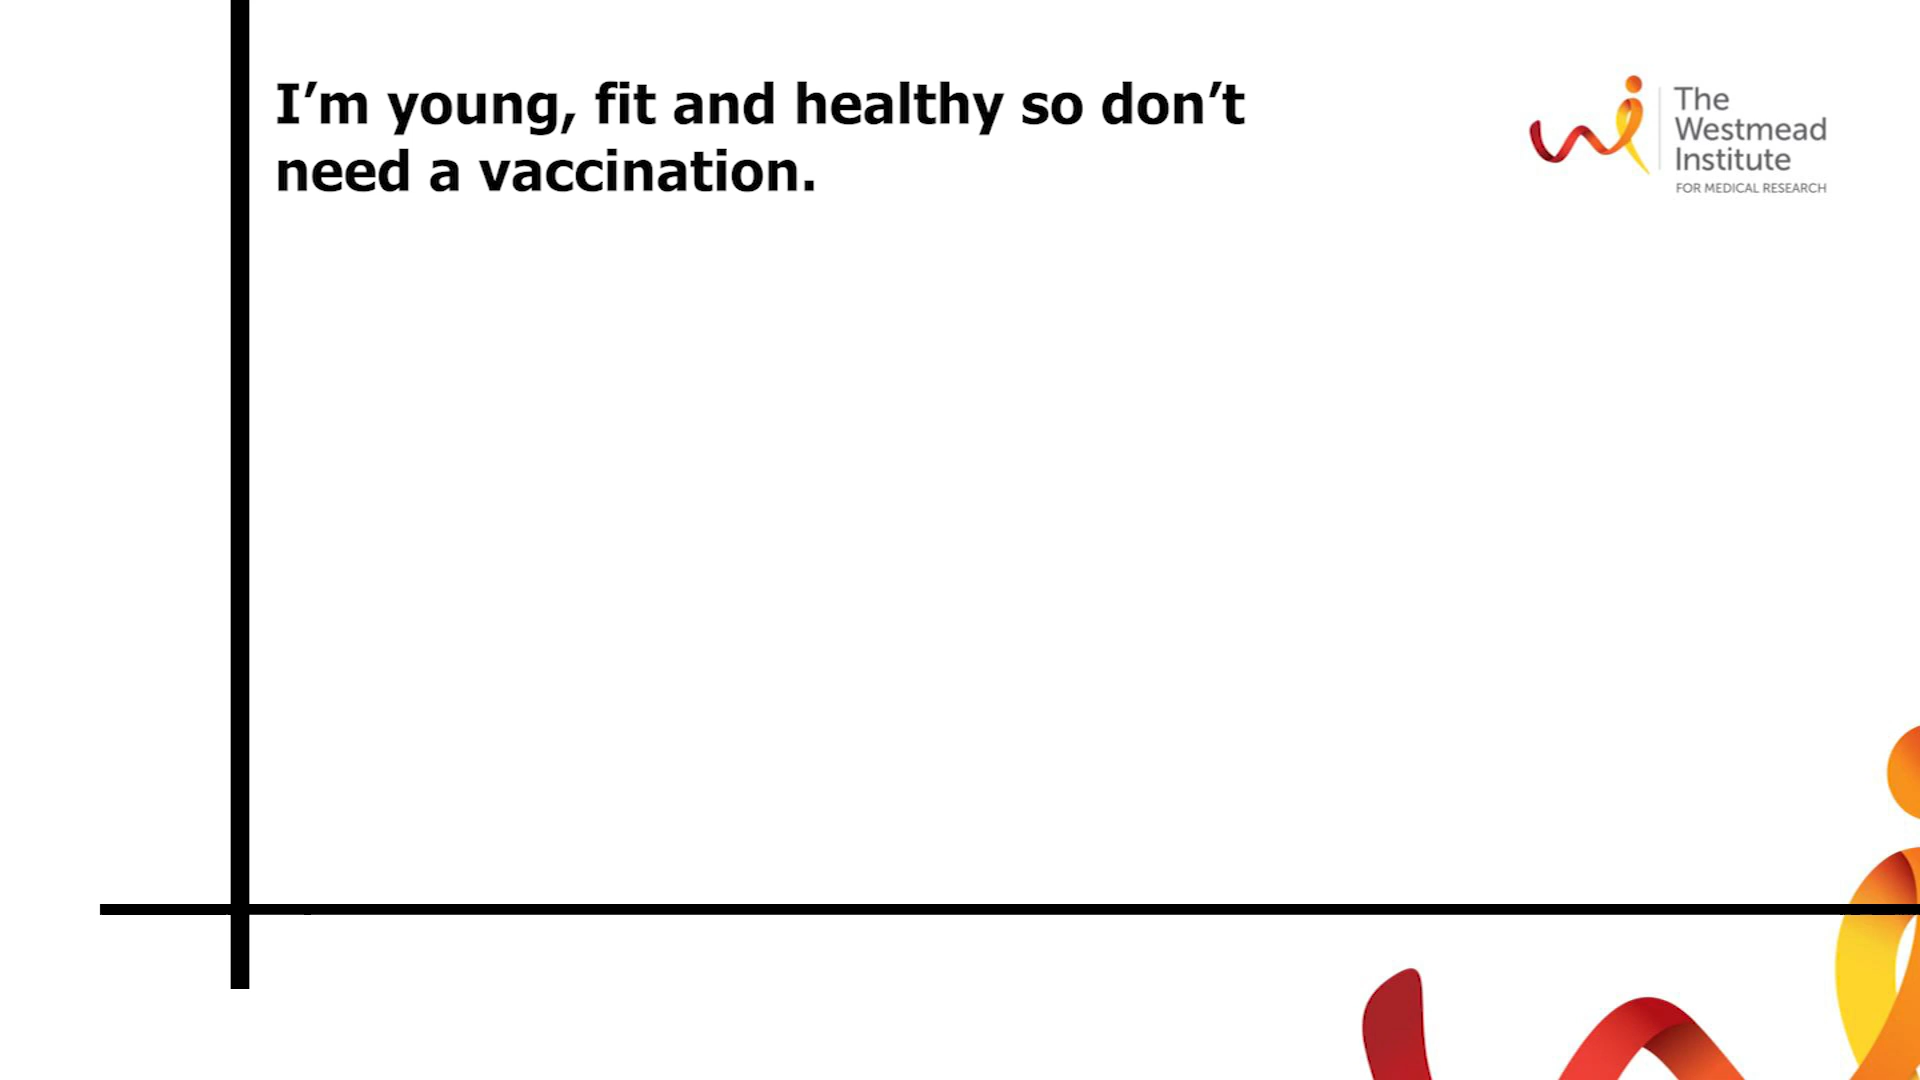 I’m young, fit and healthy so don’t
need a vaccination.
The
Westmead
Institute
FOR MEDICAL RESEARCH